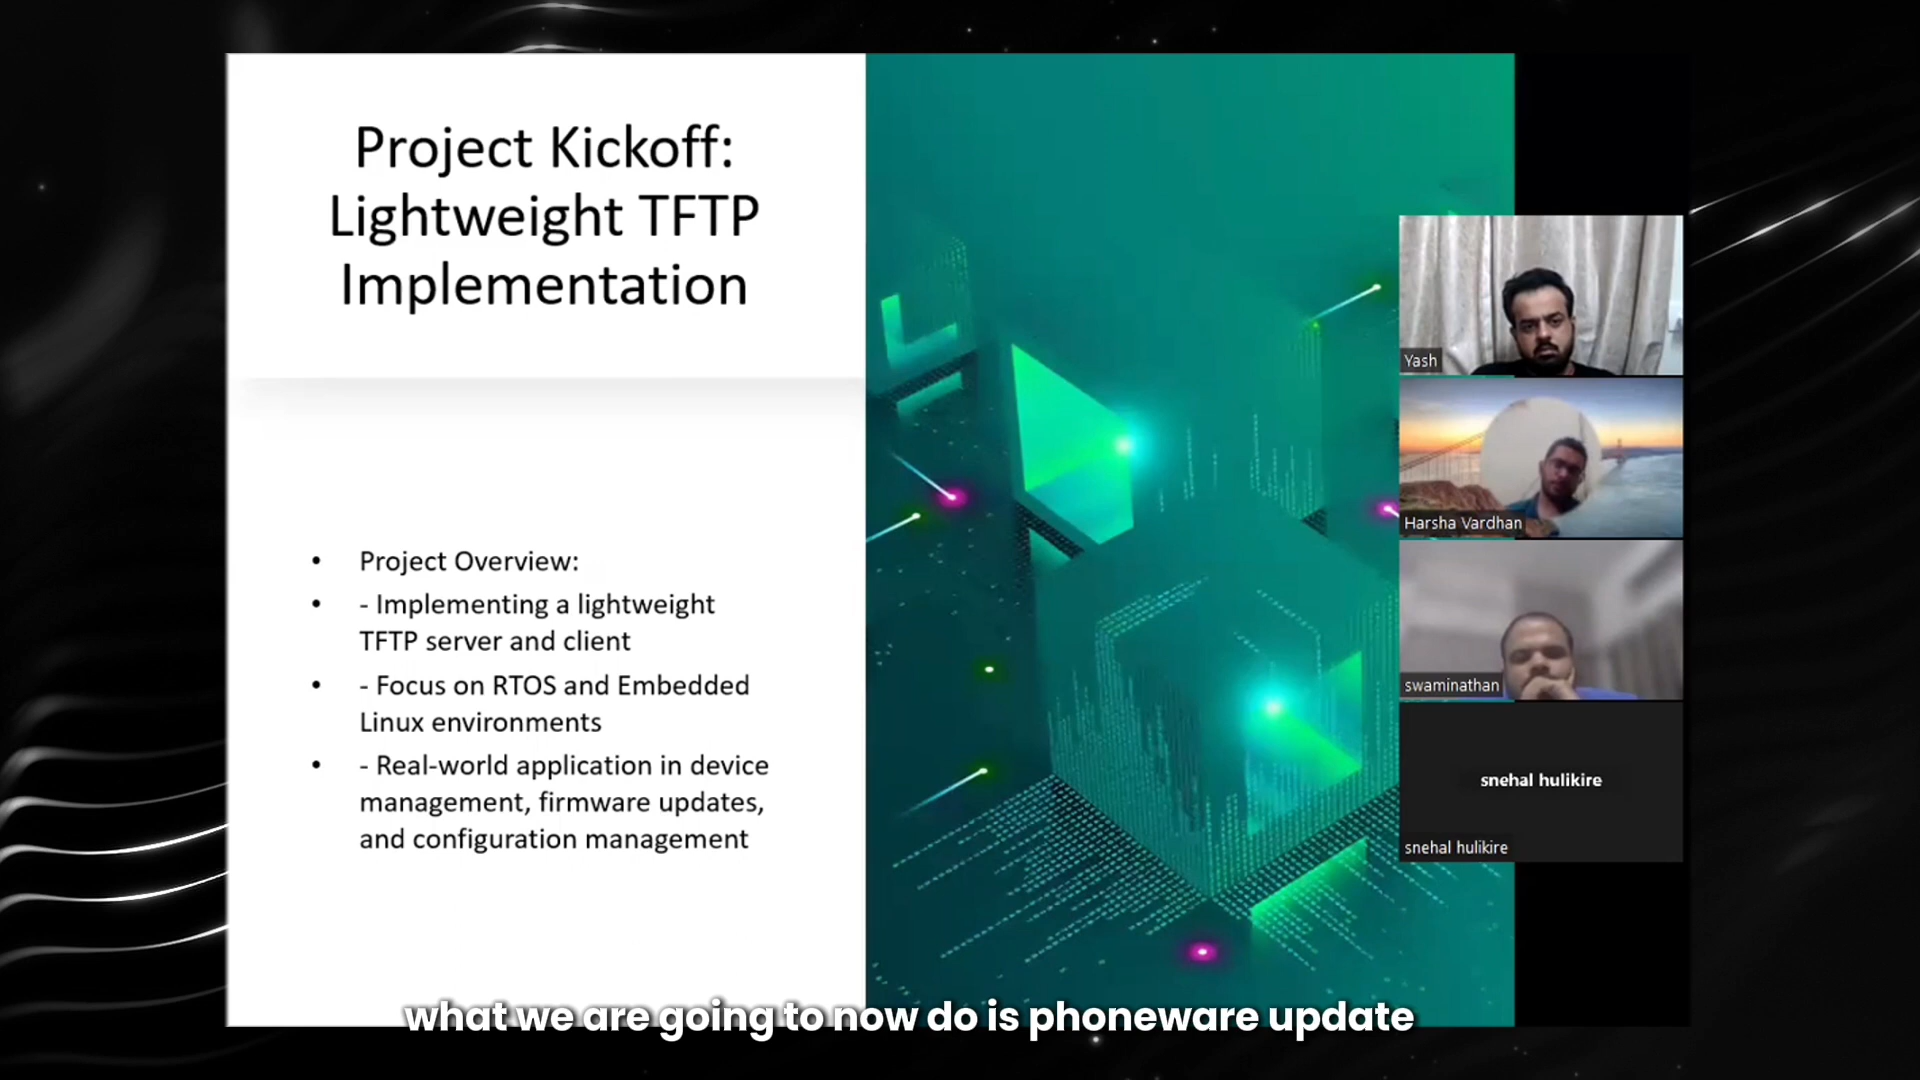 Project Kickoff:
Lightweight TFTP
Implementation
• Project Overview:
• - Implementing a lightweight
TFTP server and client
• - Focus on RTOS and Embedded
Linux environments
• - Real-world application in device
management, firmware updates,
and configuration management
Yash
Harsha Vardhan
swaminathan
snehal hulikire
snehal hulikire
what we are going to now do is phoneware update